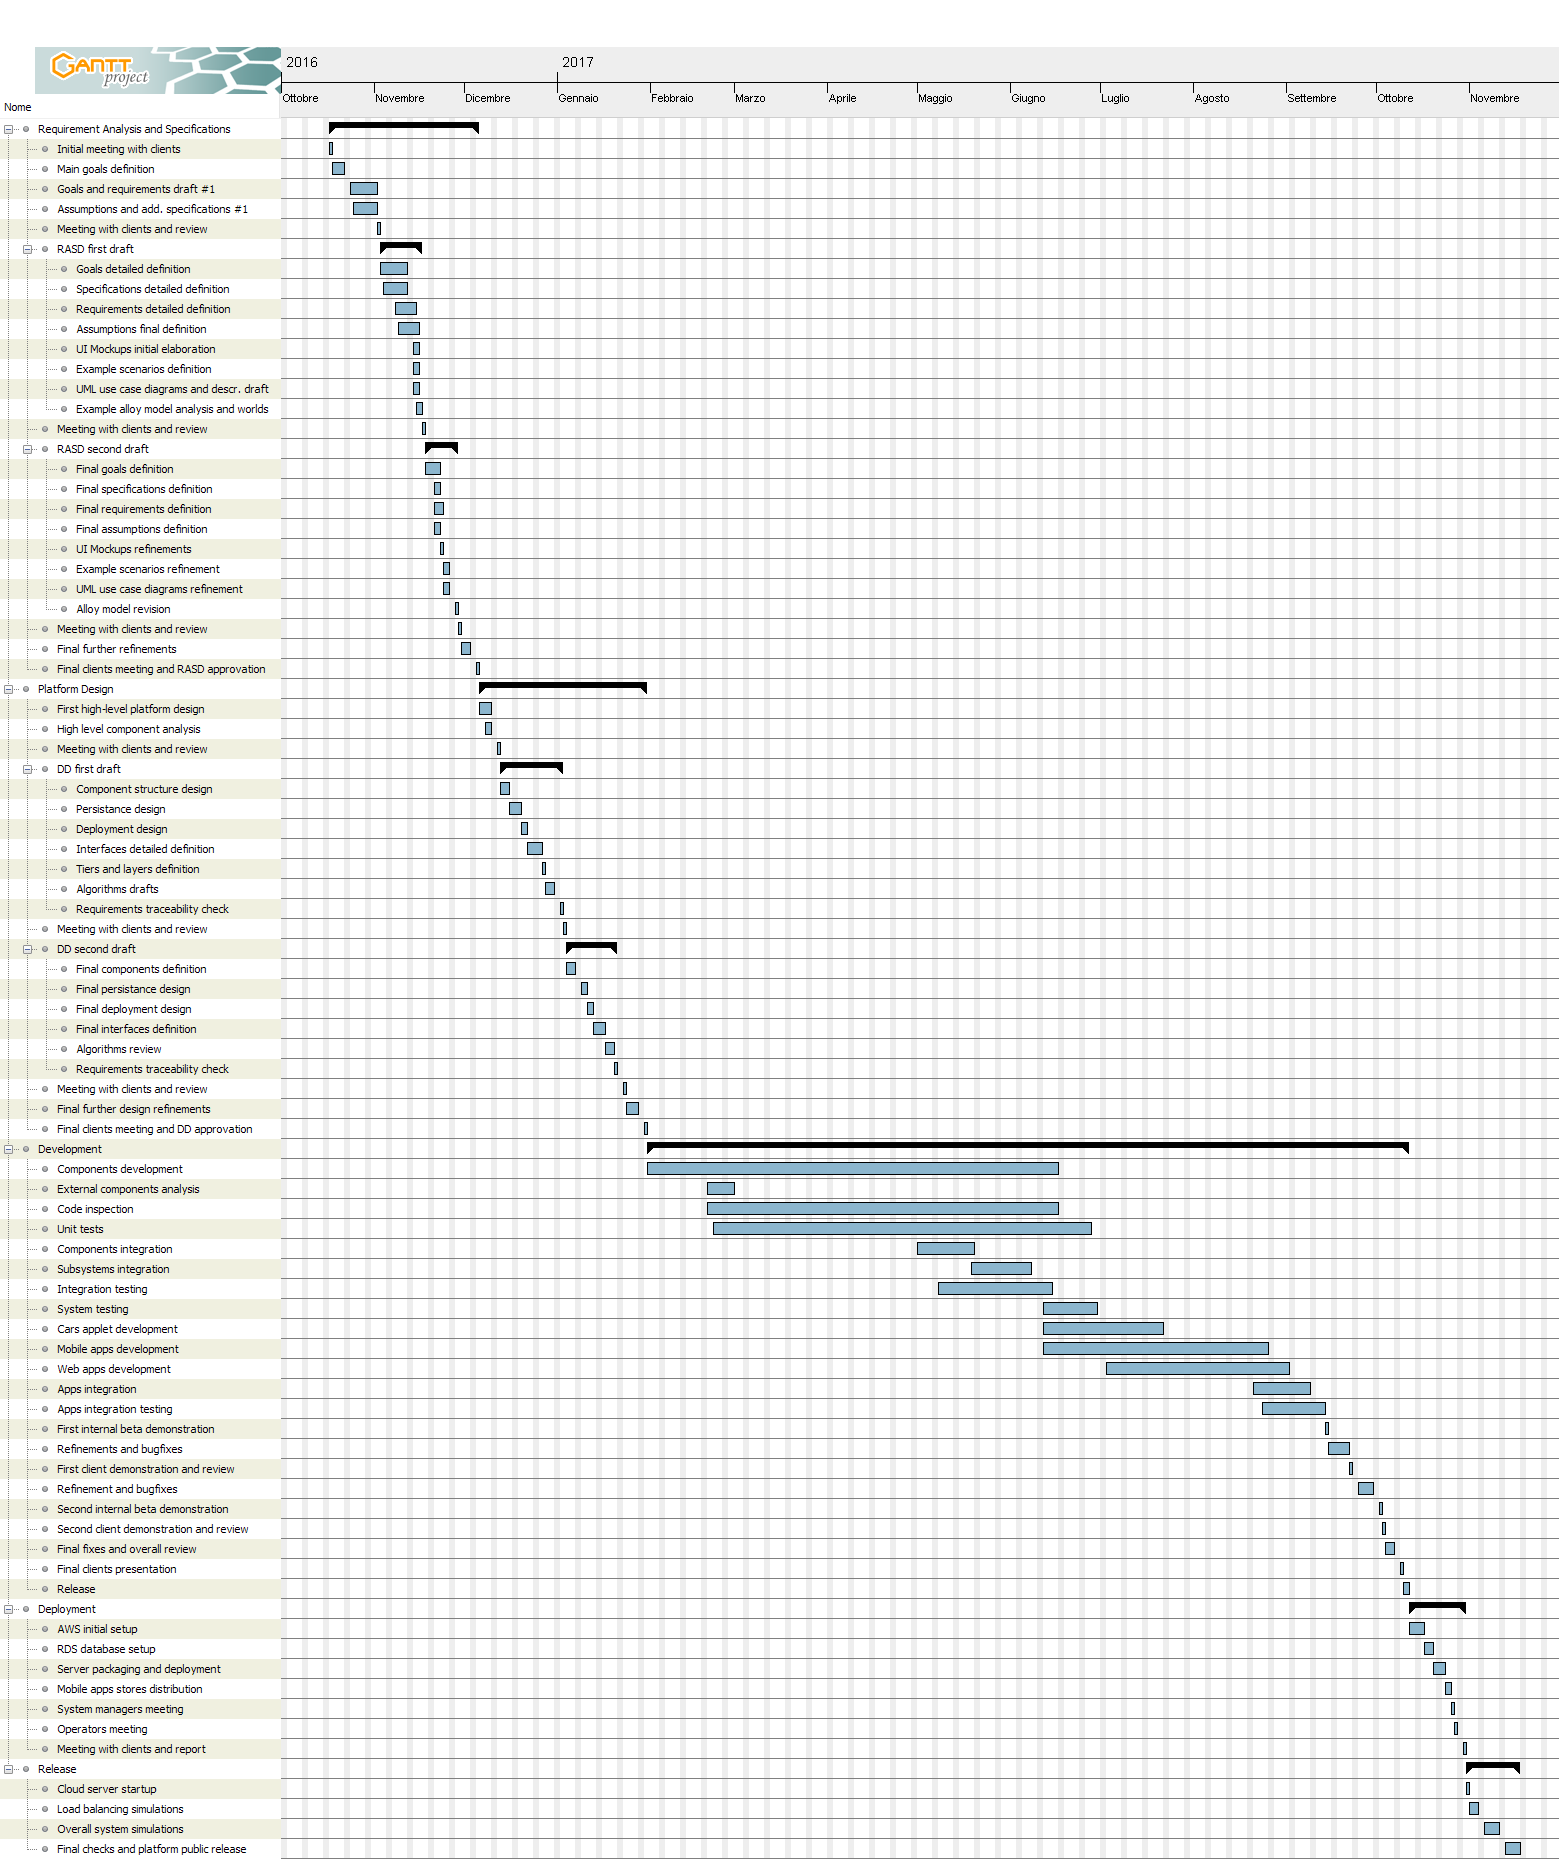 GANTT
project
2016
2017
Nome
Ottobre
Novembre
Dicembre
Gennaio
Febbraio
Marzo
Aprile
Maggio
Giugno
Luglio
Agosto
Settembre
Ottobre
Novembre
Requirement Analysis and Specifications
Initial meeting with clients
Main goals definition
Goals and requirements draft #1
Assumptions and add. specifications #1
Meeting with clients and review
RASD first draft
Goals detailed definition
Specifications detailed definition
Requirements detailed definition
Assumptions final definition
UI Mockups initial elaboration
Example scenarios definition
UML use case diagrams and descr. draft
Example alloy model analysis and worlds
Meeting with clients and review
RASD second draft
Final goals definition
Final specifications definition
Final requirements definition
Final assumptions definition
UI Mockups refinements
Example scenarios refinement
UML use case diagrams refinement
Alloy model revision
Meeting with clients and review
Final further refinements
Final clients meeting and RASD approvation
Platform Design
First high-level platform design
High level component analysis
Meeting with clients and review
DD first draft
Component structure design
Persistance design
Deployment design
Interfaces detailed definition
Tiers and layers definition
Algorithms drafts
Requirements traceability check
Meeting with clients and review
DD second draft
Final components definition
Final persistance design
Final deployment design
Final interfaces definition
Algorithms review
Requirements traceability check
Meeting with clients and review
Final further design refinements
Final clients meeting and DD approvation
Development
Components development
External components analysis
Code inspection
Unit tests
Components integration
Subsystems integration
Integration testing
System testing
Cars applet development
Mobile apps development
Web apps development
Apps integration
Apps integration testing
First internal beta demonstration
Refinements and bugfixes
First client demonstration and review
Refinement and bugfixes
Second internal beta demonstration
Second client demonstration and review
Final fixes and overall review
Final clients presentation
Release
Deployment
AWS initial setup
RDS database setup
Server packaging and deployment
Mobile apps stores distribution
System managers meeting
Operators meeting
Meeting with clients and report
Release
Cloud server startup
Load balancing simulations
Overall system simulations
Final checks and platform public release